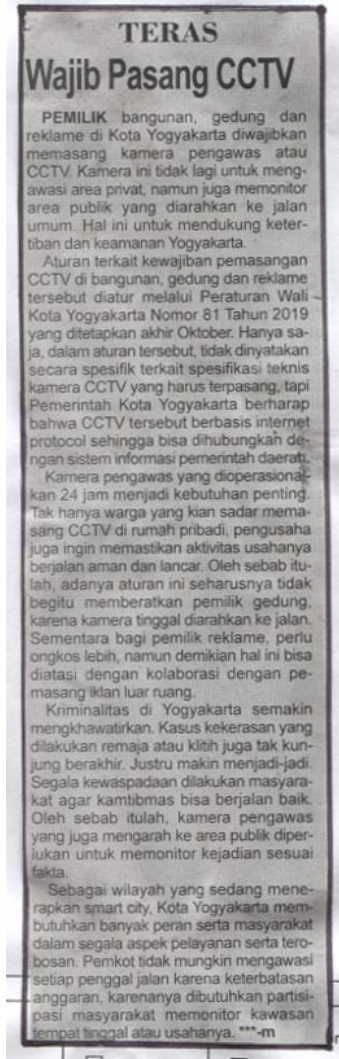 TERAS
Wajib Pasang CCTV
PEMILIK bangunan, gedung dan
reklame di Kota Yogyakarta diwajibkan
memasang kamera pengawas atau
CCTV. Kamera ini tidak lagi untuk meng-
awasi area privat, namun juga memonitor
area publik yang diarahkan ke jalan
umum. Hal ini untuk mendukung keter-
tiban dan keamanan Yogyakarta.
Aturan terkait kewajiban pemasangan
CCTV di bangunan, gedung dan reklame
tersebut diatur melalui Peraturan Wali
Kota Yogyakarta Nomor 81 Tahun 2019
yang ditetapkan akhir Oktober. Hanya sa-
ja, dalam aturan tersebut, tidak dinyatakan
secara spesifik terkait spesifikasi teknis
kamera CCTV yang harus terpasang, tapi
Pemerintah Kota Yogyakarta berharap
bahwa CCTV tersebut berbasis internet
protocol sehingga bisa dihubungkan de-
ngan sistem informasi pemerintah daerah.
Kamera pengawas yang dioperasional-
kan 24 jam menjadi kebutuhan penting.
Tak hanya warga yang kian sadar mema-
sang CCTV di rumah pribadi, pengusaha
juga ingin memastikan aktivitas usahanya
berjalan aman dan lancar. Oleh sebab itu-
lah, adanya aturan ini seharusnya tidak
begitu memberatkan pemilik gedung,
karena kamera tinggal diarahkan ke jalan.
Sementara bagi pemilik reklame, perlu
ongkos lebih, namun demikian hal ini bisa
diatasi dengan kolaborasi dengan pe-
masang iklan luar ruang.
Kriminalitas di Yogyakarta semakin
mengkhawatirkan. Kasus kekerasan yang
dilakukan remaja atau klitih juga tak kun-
jung berakhir. Justru makin menjadi-jadi.
Segala kewaspadaan dilakukan masyara-
kat agar kamtibmas bisa berjalan baik.
Oleh sebab itulah, kamera pengawas
yang juga mengarah ke area publik diper-
lukan untuk memonitor kejadian sesuai
fakta.
Sebagai wilayah yang sedang mene-
rapkan smart city, Kota Yogyakarta mem-
butuhkan banyak peran serta masyarakat
dalam segala aspek pelayanan serta tero-
bosan. Pemkot tidak mungkin mengawasi
setiap penggal jalan karena keterbatasan
anggaran, karenanya dibutuhkan partisi-
pasi masyarakat memonitor kawasan
tempat tinggal atau usahanya. ***-m